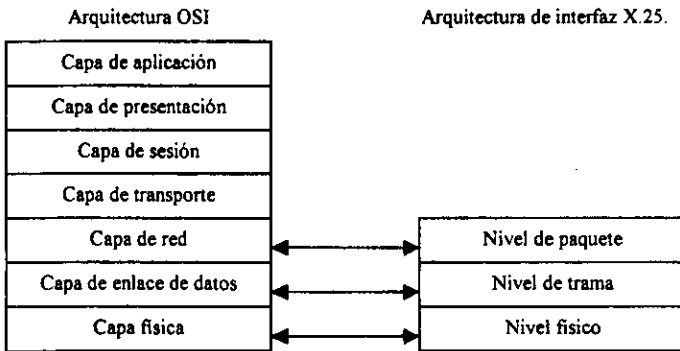 Arquitectura OSI
Arquitectura de interfaz X.25.
Capa de aplicación
Capa de presentación
Capa de sesión
Capa de transporte
Capa de red
Nivel de paquete
Capa de enlace de datos
Nivel de trama
Capa física
Nivel fisico